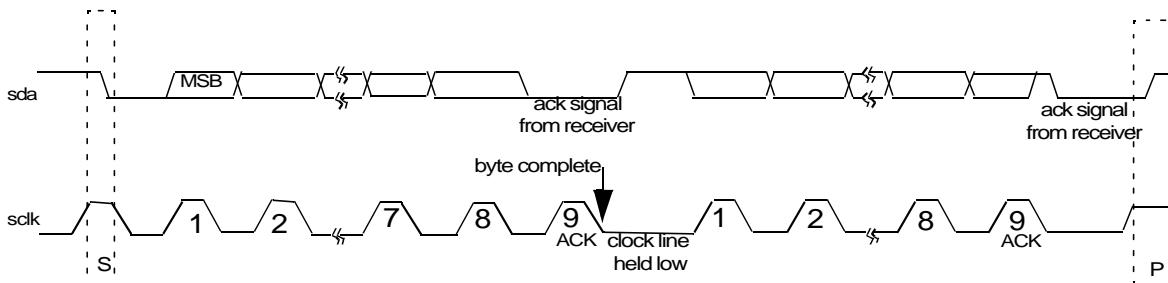 MSB
sda
ack signal
from receiver
ack signal
from receiver
byte complete
sclk
1
2
7
8
9
ACK
clock line
held low
1
2
8
9
ACK
S
P